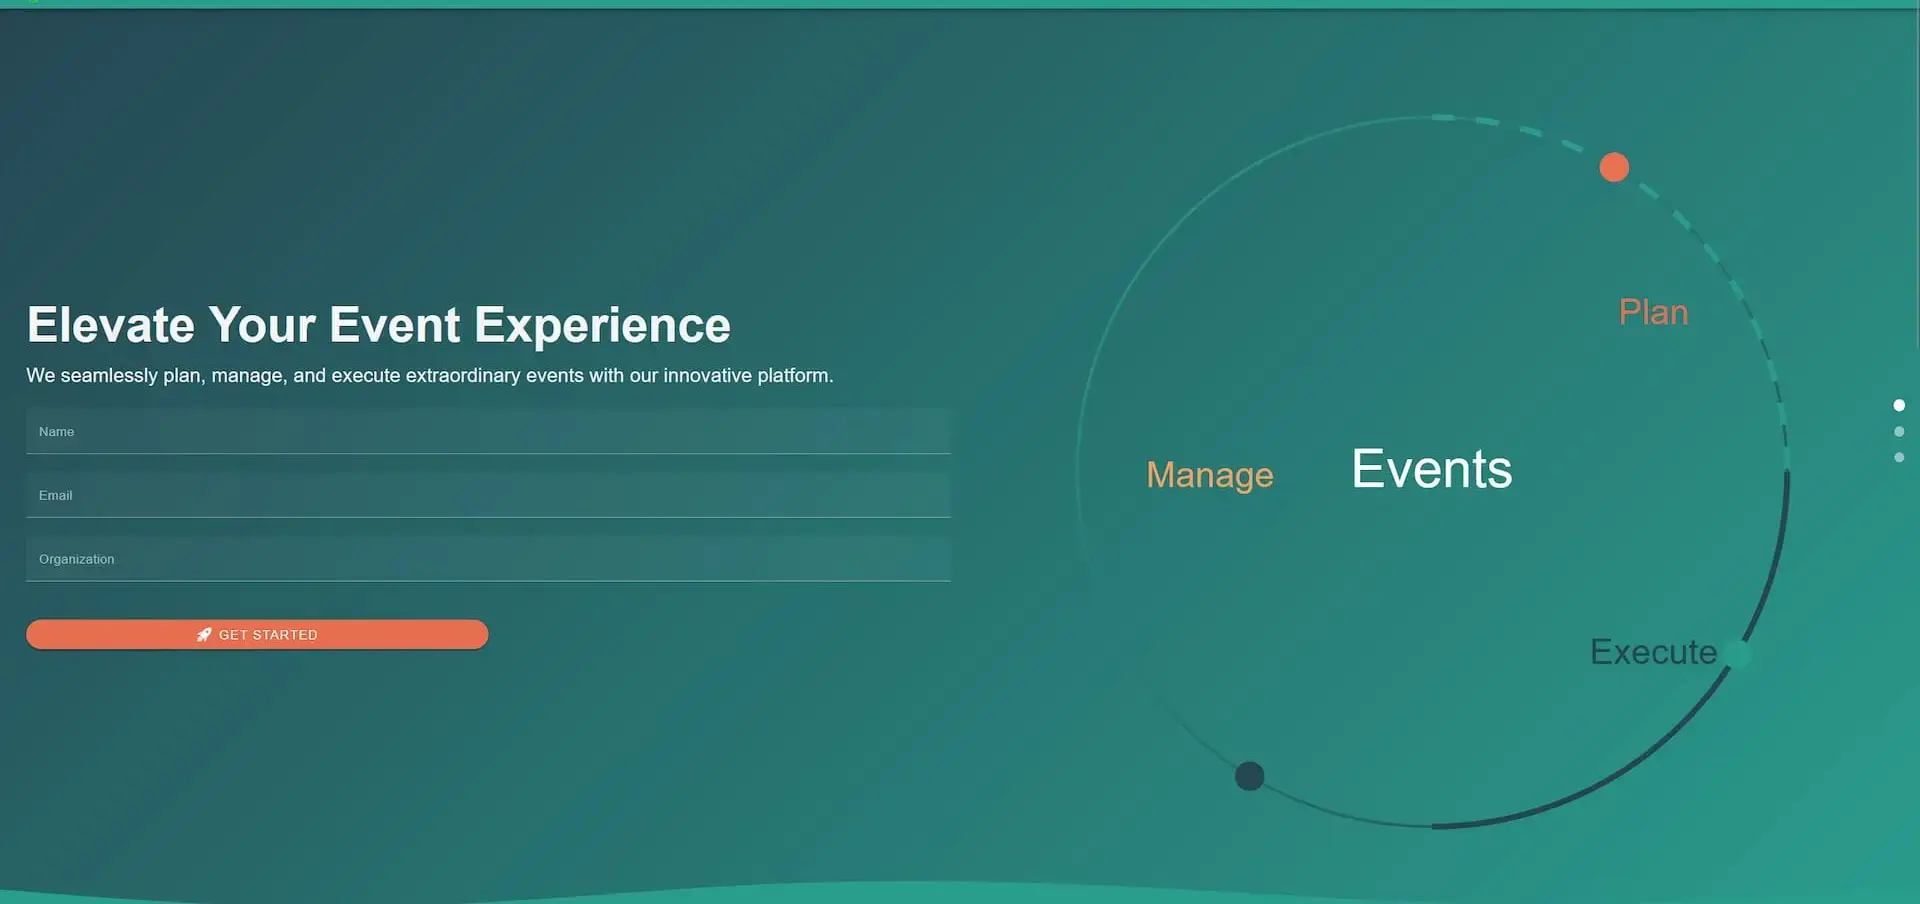 Elevate Your Event Experience
We seamlessly plan, manage, and execute extraordinary events with our innovative platform.
Name
Email
Organization
GET STARTED
Plan
Manage
Events
Execute